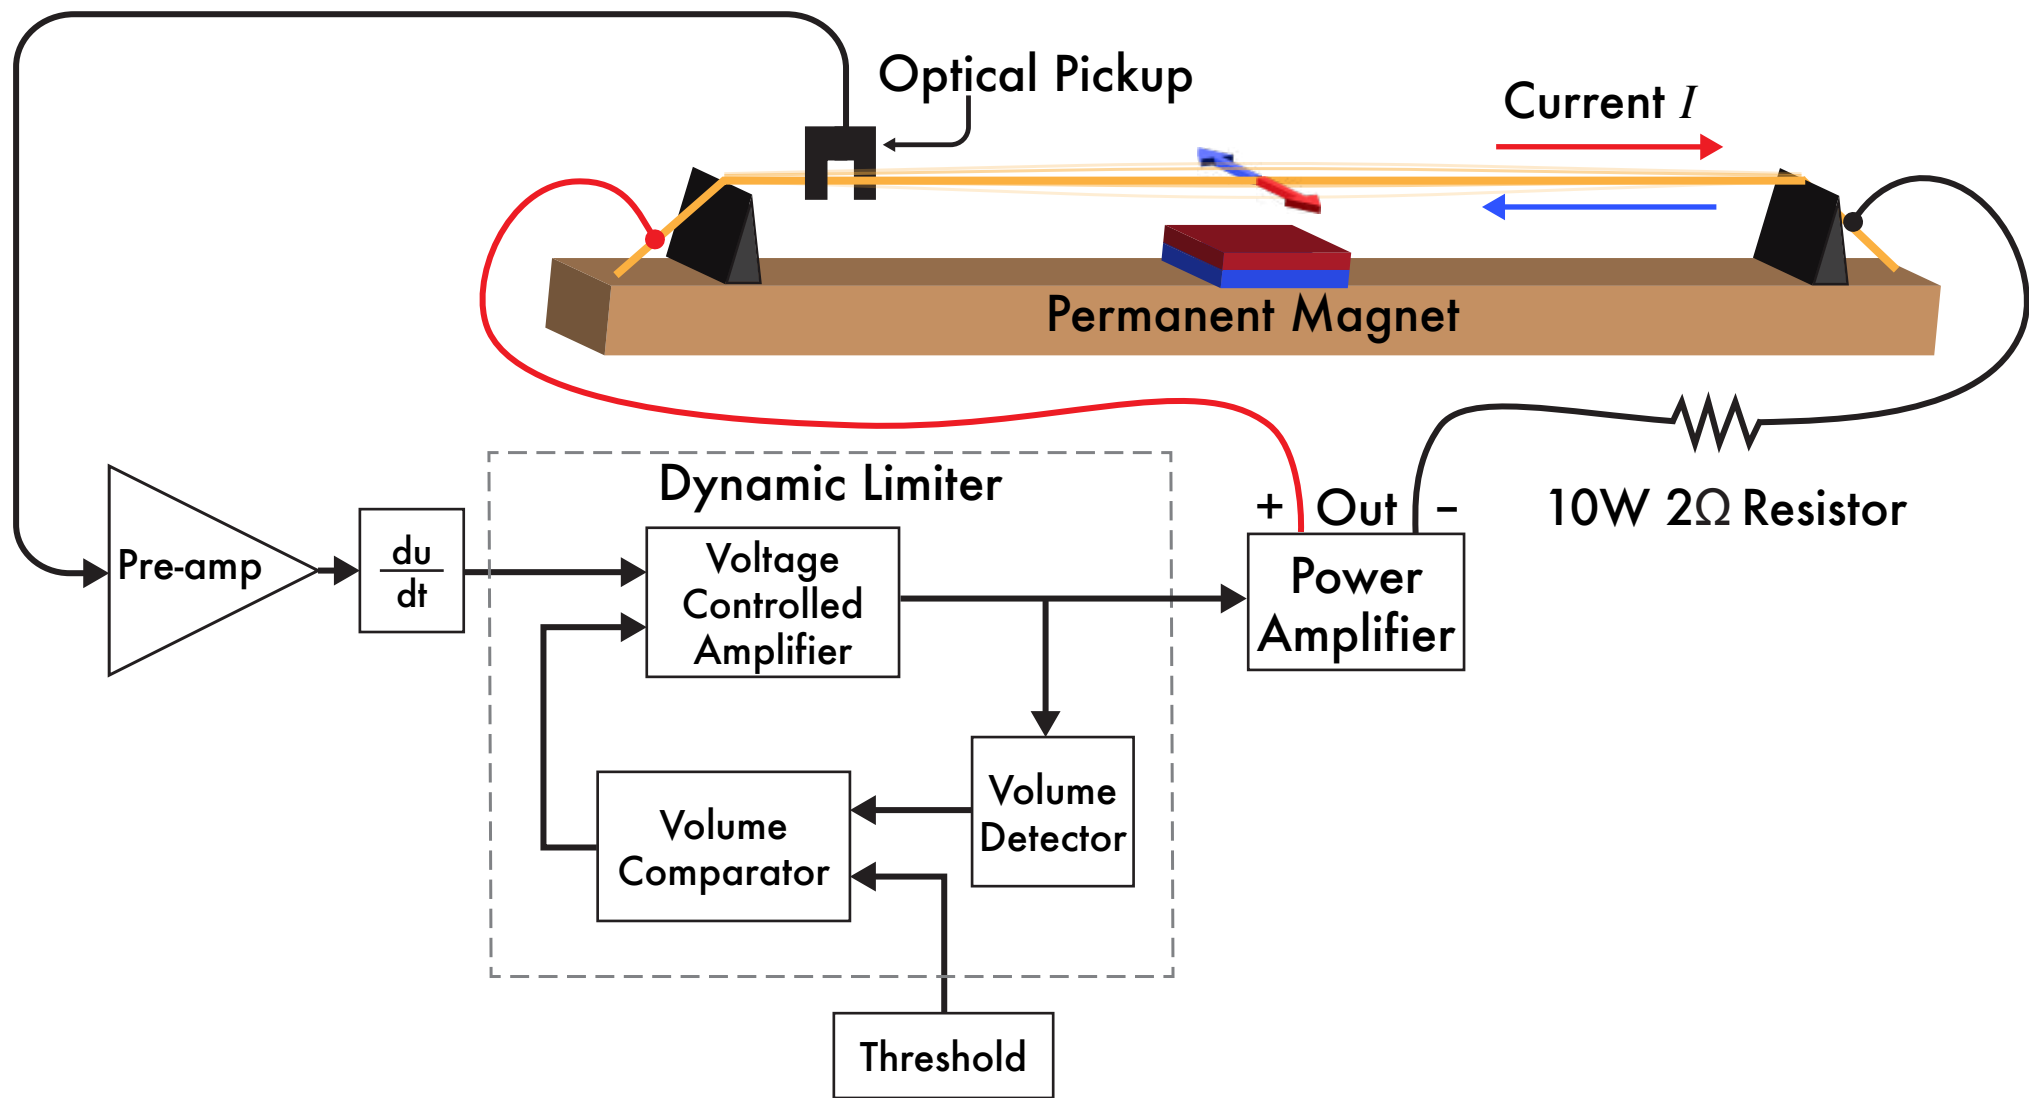 Optical Pickup
Current I
Permanent Magnet
Dynamic Limiter
+ Out –
10W 2Ω Resistor
Pre-amp
du
dt
Voltage
Controlled
Amplifier
Power
Amplifier
Volume
Detector
Volume
Comparator
Threshold